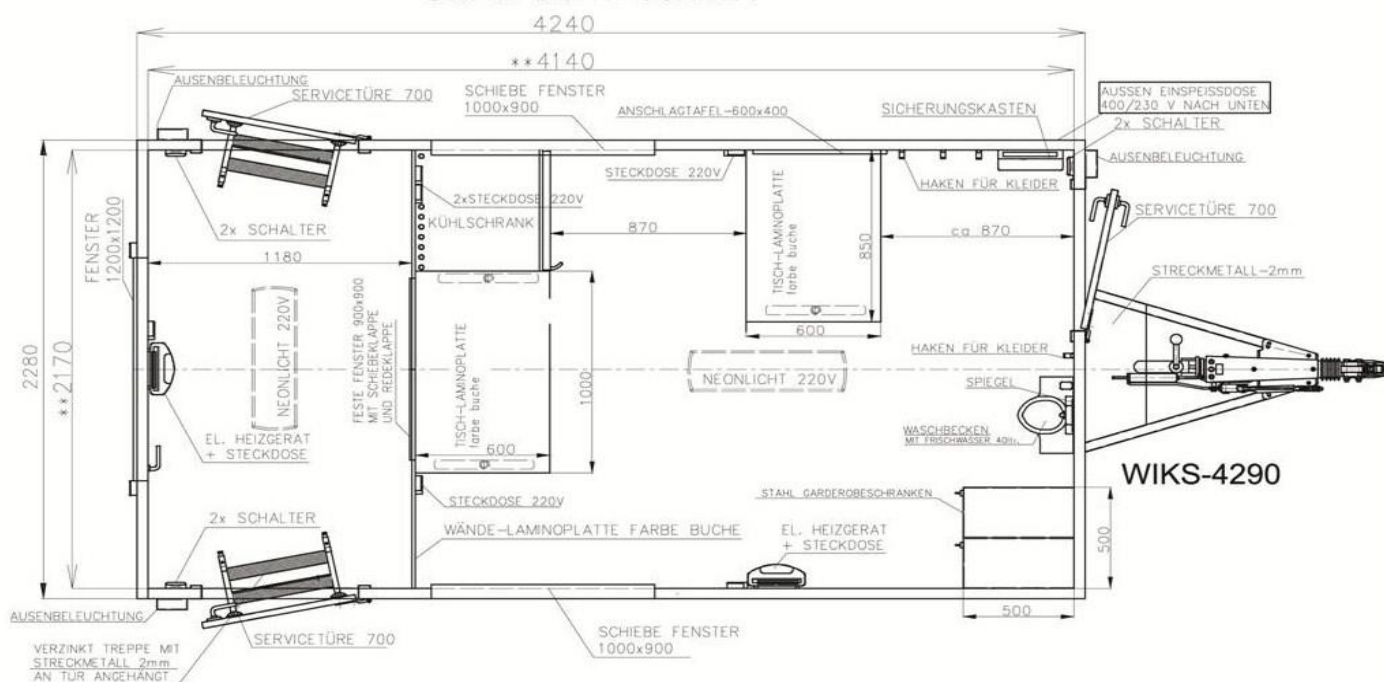 4240
**4140
AUSENBELEUCHTUNG
SERVICETÜRE 700
SCHIEBE FENSTER
1000x900
ANSCHLAGTAFEL-600x400
SICHERUNGSKASTEN
AUSSEN EINSPEISSDOSE
400/230 V NACH UNTEN
2x SCHALTER
AUSENBELEUCHTUNG
STECKDOSE 220V
HAKEN FÜR KLEIDER
2xSTECKDOSE 220V
KÜHLSCHRANK
2x SCHALTER
SERVICETÜRE 700
FENSTER
1200x1200
1180
870
TISCH-LAMINOPLATTE
farbe buche
850
ca 870
STRECKMETALL-2mm
2280
**2170
NEONLICHT 220V
FESTE FENSTER 900x900
MIT SCHIEBEKLAPPE
UND REDEKLAPPE
TISCH-LAMINOPLATTE
farbe buche
1000
600
600
NEONLICHT 220V
HAKEN FÜR KLEIDER
SPIEGEL
WASCHBECKEN
MIT FRISCHWASSER 40ltr.
EL. HEIZGERAT
+ STECKDOSE
WIKS-4290
STECKDOSE 220V
STAHL GARDEROBESCHRANKEN
2x SCHALTER
WÄNDE-LAMINOPLATTE FARBE BUCHE
EL. HEIZGERAT
+ STECKDOSE
500
500
AUSENBELEUCHTUNG
SERVICETÜRE 700
SCHIEBE FENSTER
1000x900
VERZINKT TREPPE MIT
STRECKMETALL 2mm
AN TÜR ANGEHÄNGT